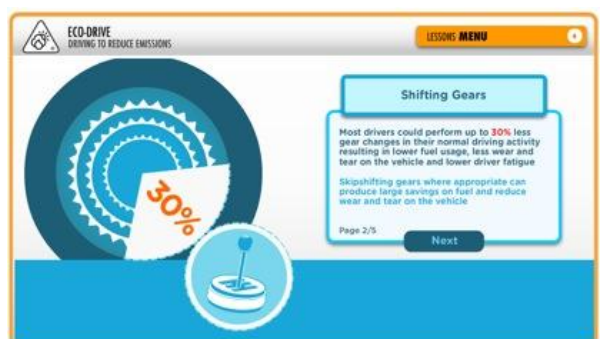 ECO-DRIVE
DRIVING TO REDUCE EMISSIONS
LESSONS MENU
Shifting Gears
Most drivers could perform up to 30% less
gear changes in their normal driving activity
resulting in lower fuel usage, less wear and
tear on the vehicle and lower driver fatigue
Skipshifting gears where appropriate can
produce large savings on fuel and reduce
wear and tear on the vehicle
Page 2/5
Next
30%